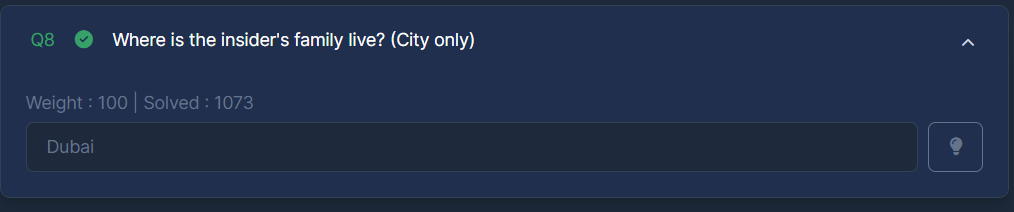 Q8 Where is the insider's family live? (City only)
Weight : 100 | Solved : 1073
Dubai